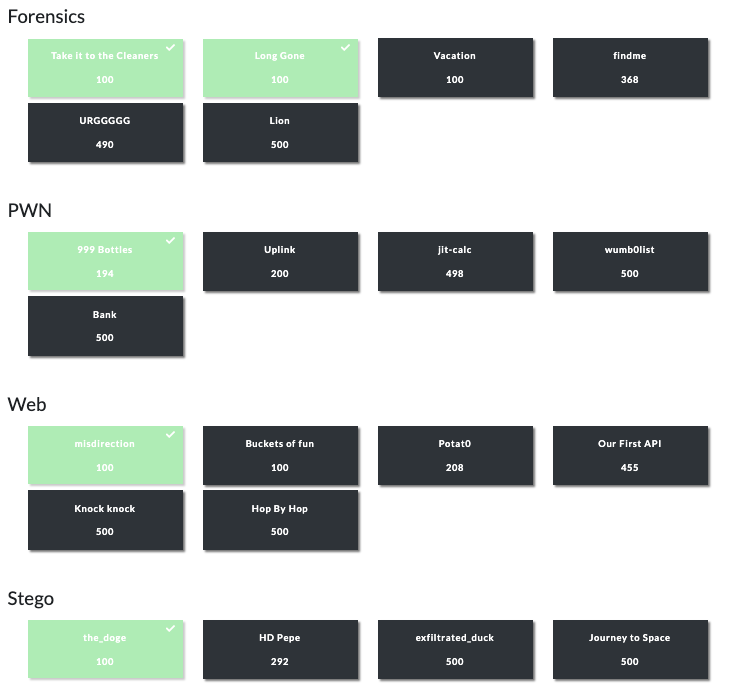 Forensics
Take It to the Cleaners
100
Long Gone
100
Vacation
100
findme
368
URGGGGG
490
Lion
500
PWN
999 Bottles
194
Uplink
200
jit-calc
498
wumb0list
500
Bank
500
Web
misdirection
100
Buckets of fun
100
Potat0
208
Our First API
455
Knock knock
500
Hop By Hop
500
Stego
the_doge
100
HD Pepe
292
exfiltrated_duck
500
Journey to Space
500